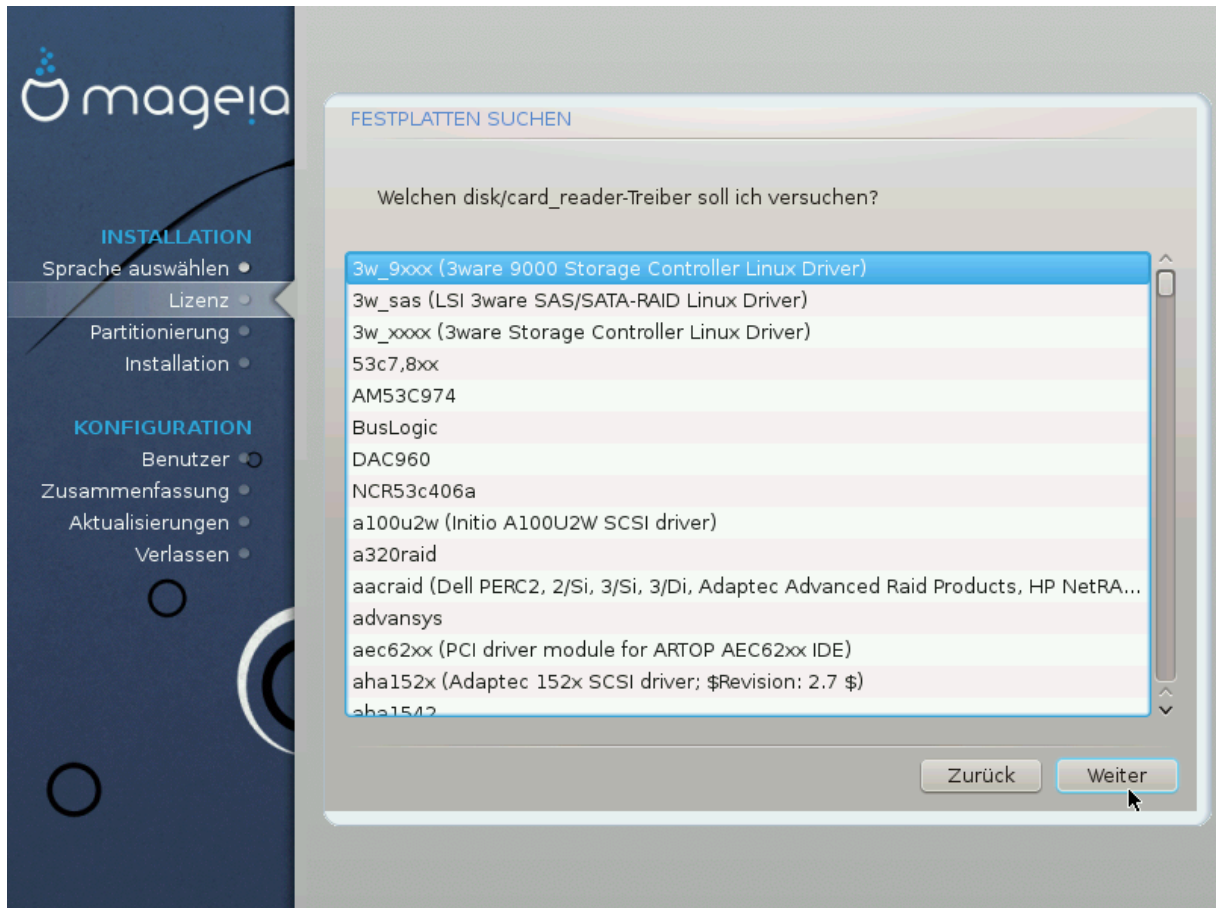 mageia
INSTALLATION
Sprache auswählen
Lizenz
Partitionierung
Installation
KONFIGURATION
Benutzer
Zusammenfassung
Aktualisierungen
Verlassen
FESTPLATTEN SUCHEN
Welchen disk/card_reader-Treiber soll ich versuchen?
3w_9xxx (3ware 9000 Storage Controller Linux Driver)
3w_sas (LSI 3ware SAS/SATA-RAID Linux Driver)
3w_xxxx (3ware Storage Controller Linux Driver)
53c7,8xx
AM53C974
BusLogic
DAC960
NCR53c406a
a100u2w (Initio A100U2W SCSI driver)
a320raid
aacraid (Dell PERC2, 2/Si, 3/Si, 3/Di, Adaptec Advanced Raid Products, HP NetRA...
advansys
aec62xx (PCI driver module for ARTOP AEC62xx IDE)
aha152x (Adaptec 152x SCSI driver; $Revision: 2.7 $)
aha1542
Zurück
Weiter